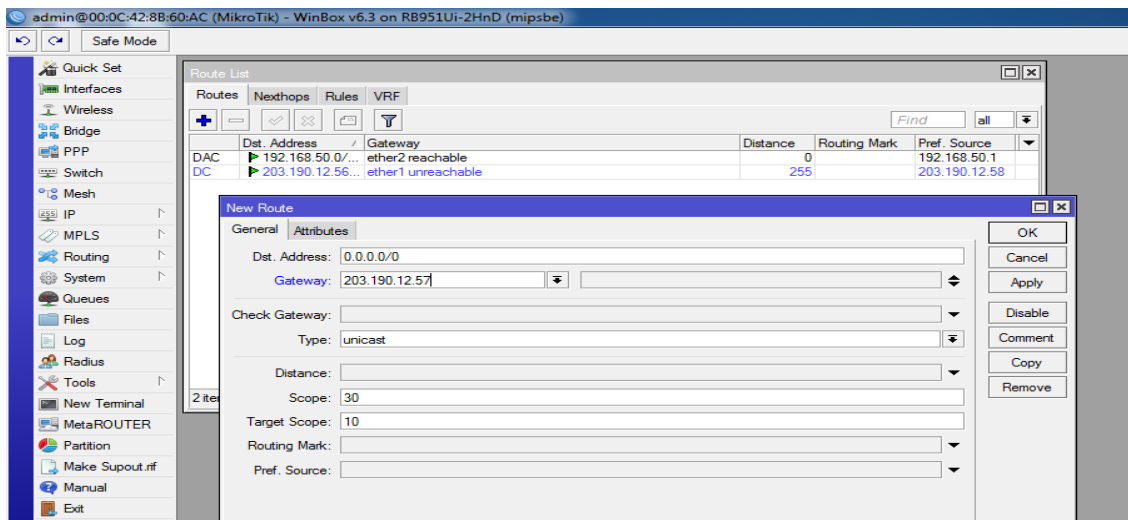 admin@00:0C:42:8B:60:AC (MikroTik) - WinBox v6.3 on RB951Ui-2HnD (mipsbe)
Safe Mode
Quick Set
Interfaces
Wireless
Bridge
PPP
Switch
Mesh
IP
MPLS
Routing
System
Queues
Files
Log
Radius
Tools
New Terminal
MetaROUTER
Partition
Make Supout.rif
Manual
Exit
Route List
Routes Nexthops Rules VRF
Find all
Dst. Address Gateway Distance Routing Mark Pref. Source
DAC 192.168.50.0/... ether2 reachable 0 192.168.50.1
DC 203.190.12.56... ether1 unreachable 255 203.190.12.58
2 iter
New Route
General Attributes
Dst. Address: 0.0.0.0/0
Gateway: 203.190.12.57
Check Gateway:
Type: unicast
Distance:
Scope: 30
Target Scope: 10
Routing Mark:
Pref. Source:
OK
Cancel
Apply
Disable
Comment
Copy
Remove